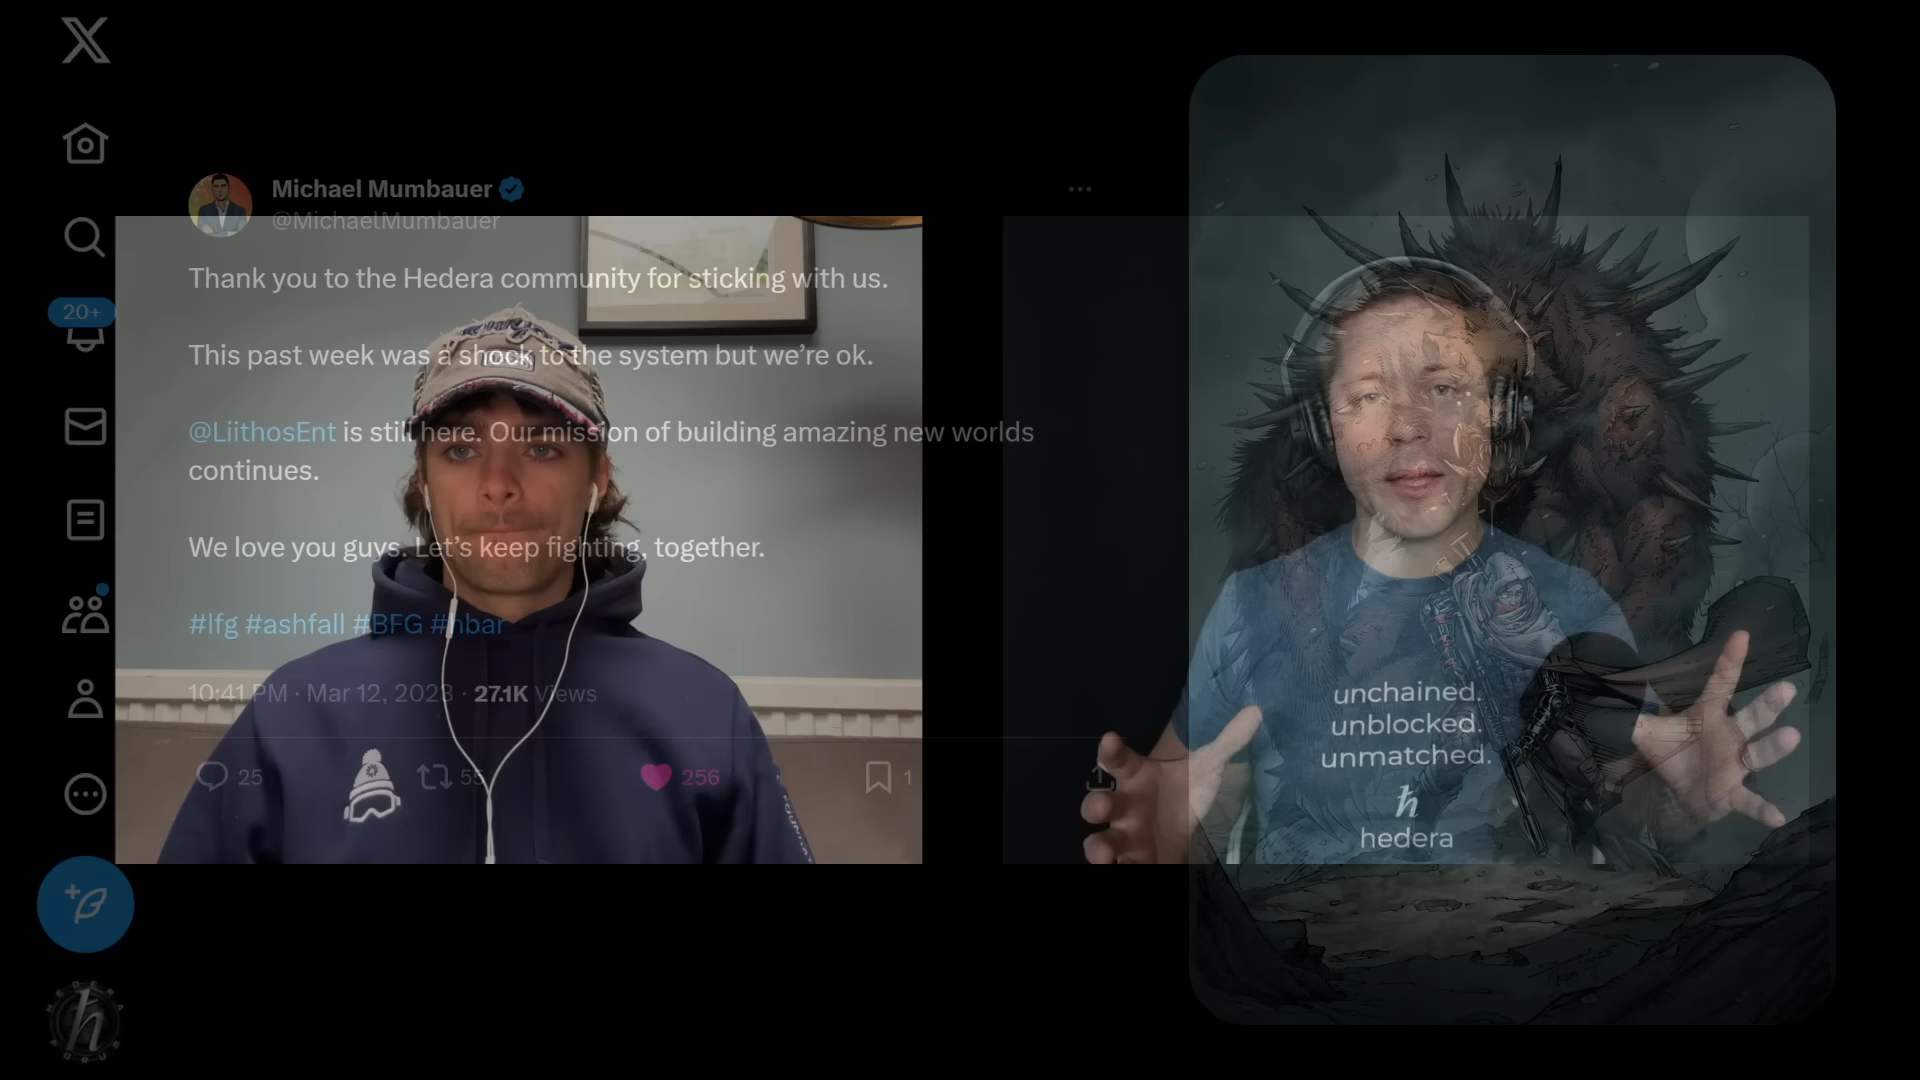 Michael Mumbauer
@MichaelMumbauer
Thank you to the Hedera community for sticking with us.
20+
This past week was a shock to the system but we’re ok.
@LiithosEnt is still here. Our mission of building amazing new worlds
continues.
We love you guys. Let’s keep fighting, together.
#lfg #ashfall #BFG #hbar
10:41 PM · Mar 12, 2023 · 27.1K Views
25
55
256
1
unchained.
unblocked.
unmatched.
ℏ
hedera